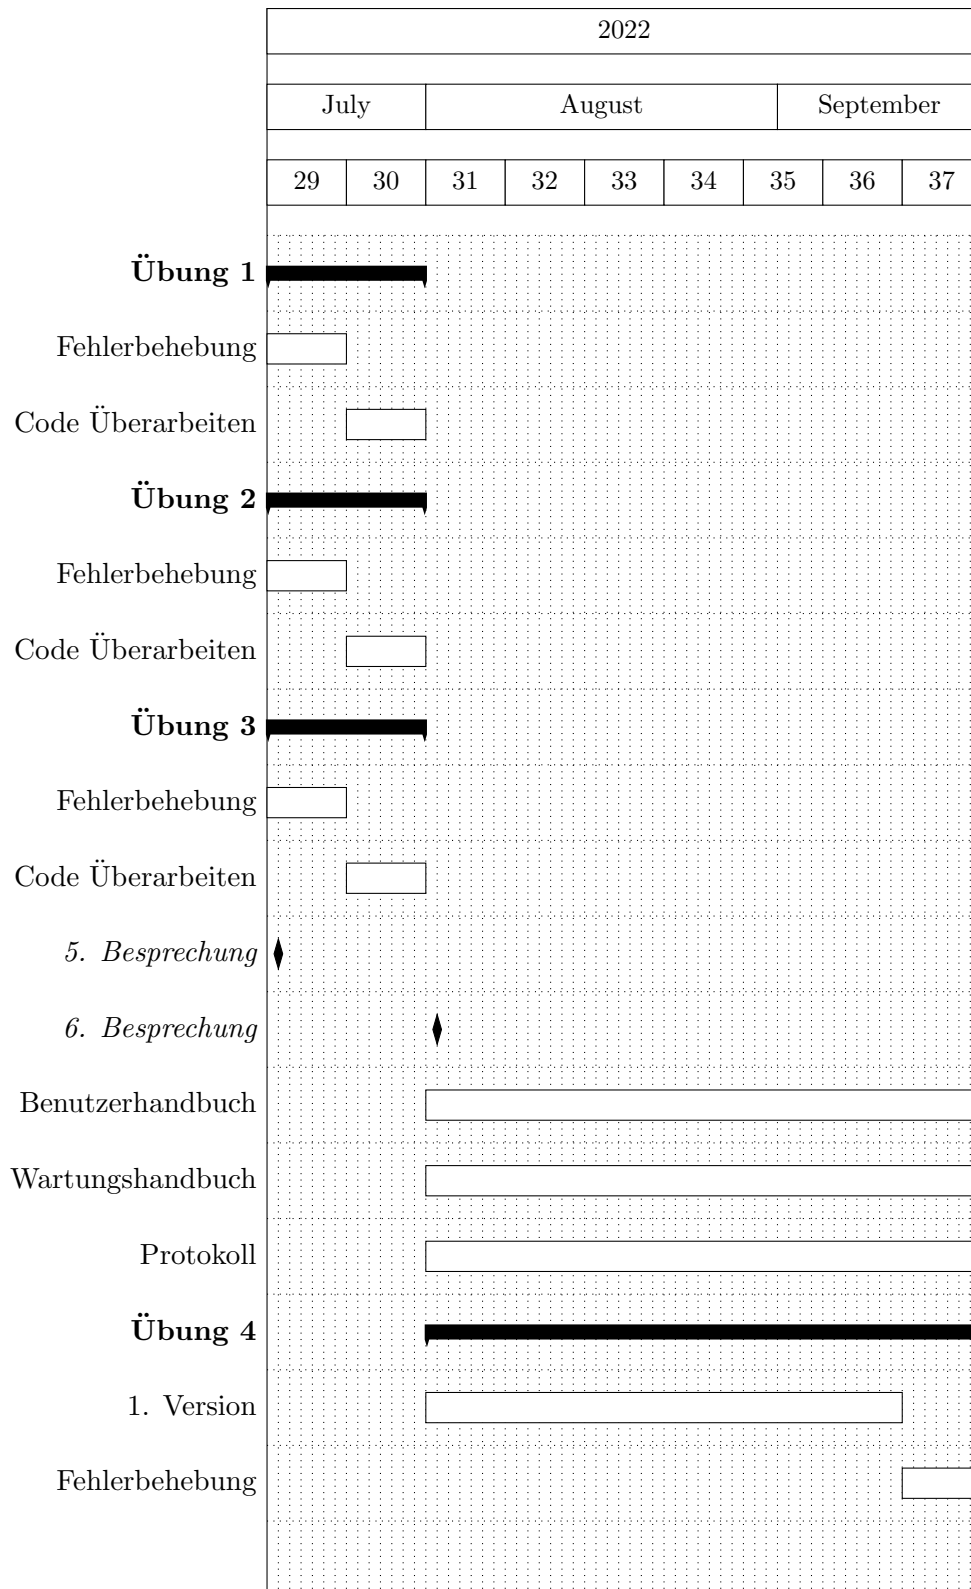 2022
July August September
29 30 31 32 33 34 35 36 37
Übung 1
Fehlerbehebung
Code Überarbeiten
Übung 2
Fehlerbehebung
Code Überarbeiten
Übung 3
Fehlerbehebung
Code Überarbeiten
5. Besprechung
6. Besprechung
Benutzerhandbuch
Wartungshandbuch
Protokoll
Übung 4
1. Version
Fehlerbehebung